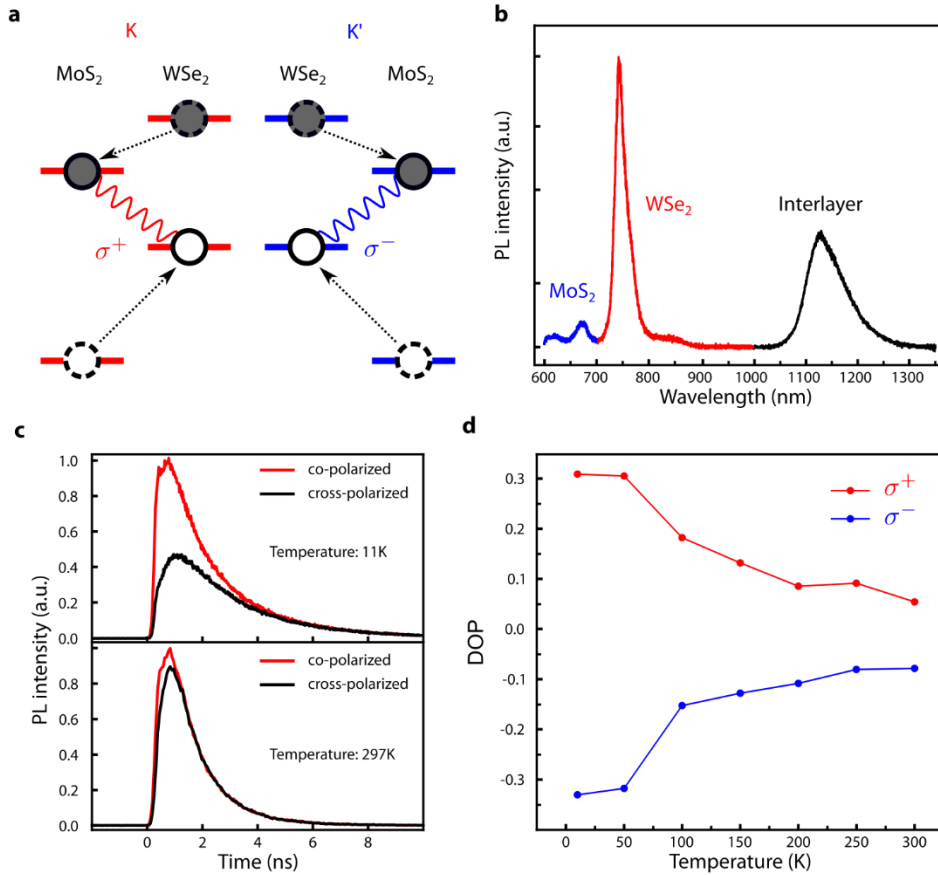 a
K
K'
MoS₂ WSe₂ WSe₂ MoS₂
σ⁺ σ⁻
b
PL intensity (a.u.)
MoS₂
WSe₂
Interlayer
600 700 800 900 1000 1100 1200 1300
Wavelength (nm)
c
PL intensity (a.u.)
1.0
0.8
0.6
0.4
0.2
0.0
co-polarized
cross-polarized
Temperature: 11K
0.8
0.6
0.4
0.2
0.0
co-polarized
cross-polarized
Temperature: 297K
0 2 4 6 8
Time (ns)
d
DOP
0.3
0.1
0.0
-0.1
-0.3
σ⁺
σ⁻
0 50 100 150 200 250 300
Temperature (K)